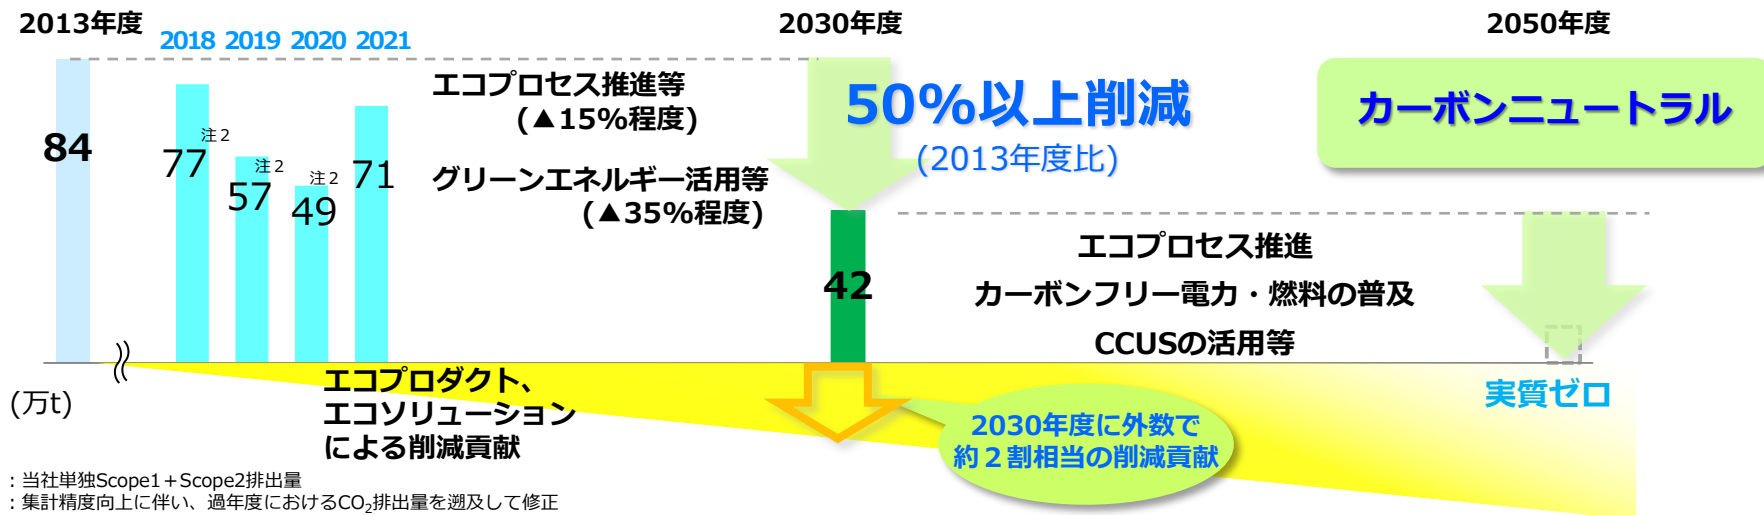 2013年度
2018 2019 2020 2021
2030年度
2050年度
84
77
注2
57
注2
49
注2
71
エコプロセス推進等
(▲15%程度)
グリーンエネルギー活用等
(▲35%程度)
50%以上削減
(2013年度比)
カーボンニュートラル
42
エコプロセス推進
カーボンフリー電力・燃料の普及
CCUSの活用等
(万t)
エコプロダクト、
エコソリューション
による削減貢献
2030年度に外数で
約2割相当の削減貢献
実質ゼロ
：当社単独Scope1＋Scope2排出量
：集計精度向上に伴い、過年度におけるCO₂排出量を遡及して修正